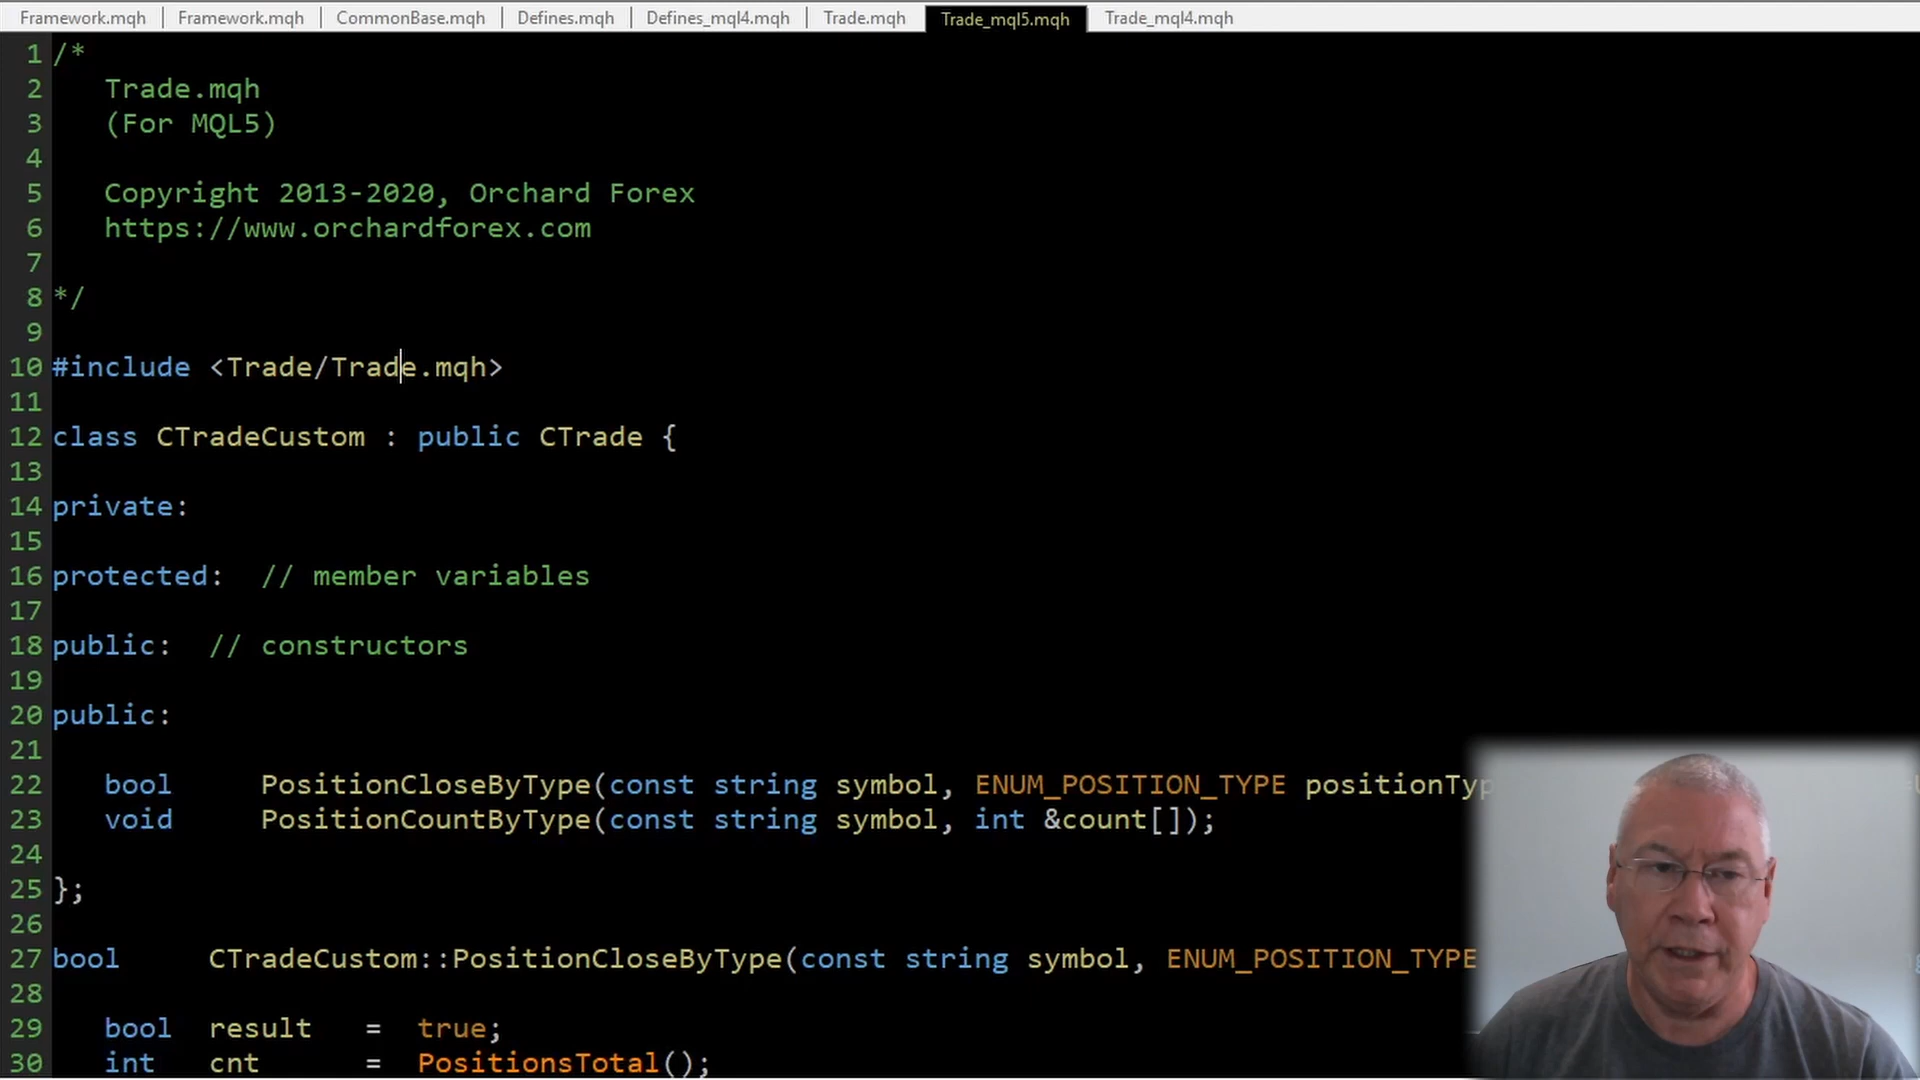 Framework.mqh Framework.mqh CommonBase.mqh Defines.mqh Defines_mql4.mqh Trade.mqh Trade_mql5.mqh Trade_mql4.mqh
1 /*
2 Trade.mqh
3 (For MQL5)
4
5 Copyright 2013-2020, Orchard Forex
6 https://www.orchardforex.com
7
8 */
9
10 #include <Trade/Trade.mqh>
11
12 class CTradeCustom : public CTrade {
13
14 private:
15
16 protected: // member variables
17
18 public: // constructors
19
20 public:
21
22 bool PositionCloseByType(const string symbol, ENUM_POSITION_TYPE positionTyp
23 void PositionCountByType(const string symbol, int &count[]);
24
25 };
26
27 bool CTradeCustom::PositionCloseByType(const string symbol, ENUM_POSITION_TYPE
28
29 bool result = true;
30 int cnt = PositionsTotal();